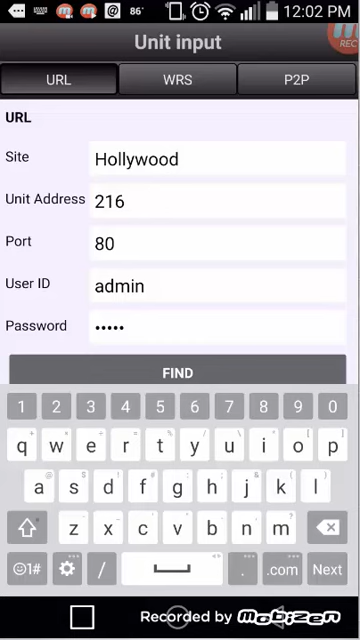 86° 12:02 PM
Unit input
REC
URL WRS P2P
URL
Site Hollywood
Unit Address 216
Port 80
User ID admin
Password •••••
FIND
1 2 3 4 5 6 7 8 9 0
q w e r t y u i o p
a s d f g h j k l
z x c v b n m
1# / . .com Next
Recorded by mobizen